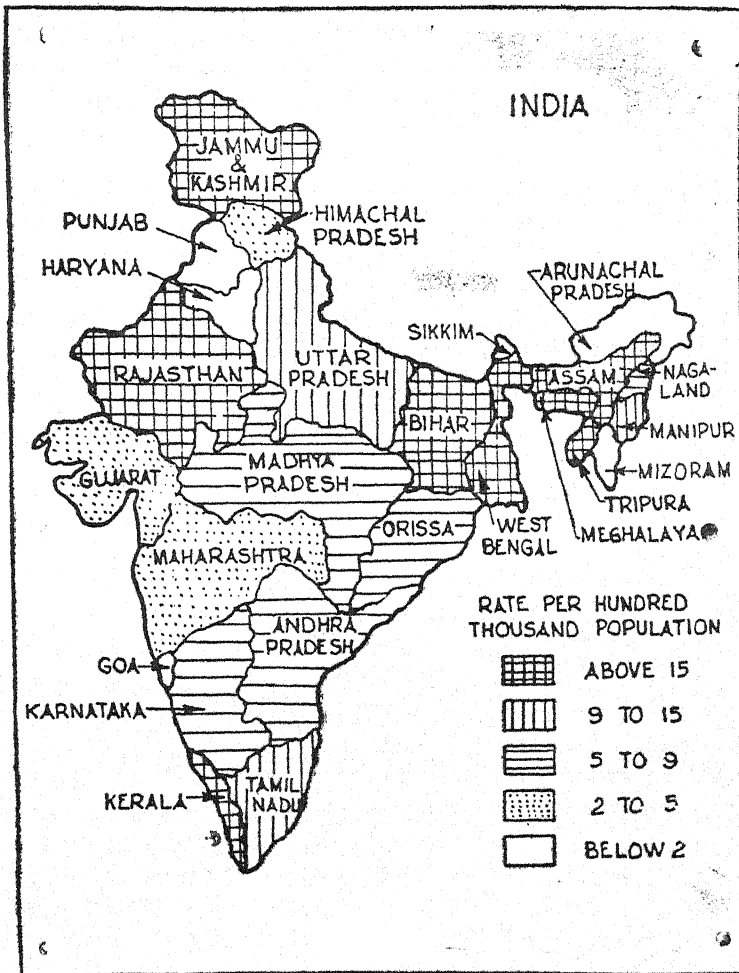 INDIA
JAMMU
&
KASHMIR
PUNJAB
HIMACHAL
PRADESH
HARYANA
ARUNACHAL
PRADESH
SIKKIM
RAJASTHAN
UTTAR
PRADESH
ASSAM
NAGA-
LAND
BIHAR
MANIPUR
GUJARAT
MADHYA
PRADESH
MIZORAM
TRIPURA
WEST
BENGAL
MEGHALAYA
ORISSA
MAHARASHTRA
ANDHRA
PRADESH
GOA
KARNATAKA
KERALA
TAMIL
NADU
RATE PER HUNDRED
THOUSAND POPULATION
ABOVE 15
9 TO 15
5 TO 9
2 TO 5
BELOW 2